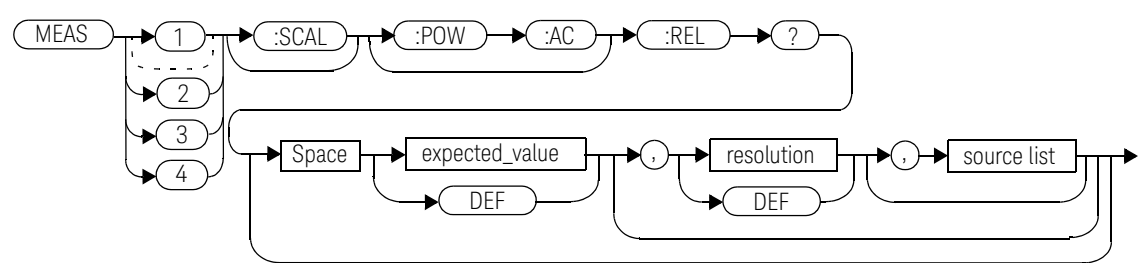 MEAS 1 :SCAL :POW :AC :REL ?
2
3
4
Space expected_value , resolution , source list
DEF DEF